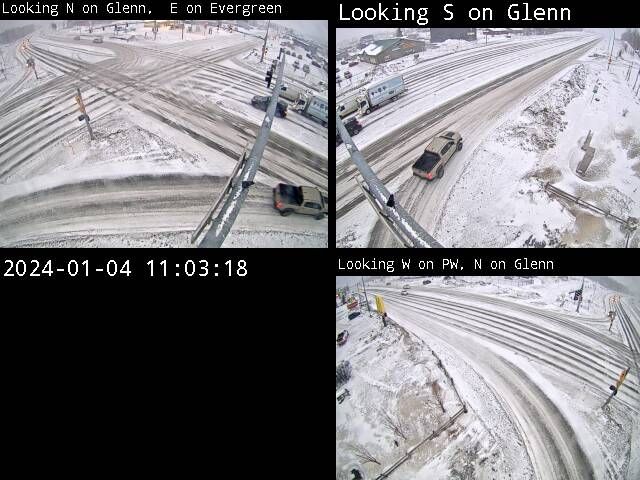 Looking N on Glenn, E on Evergreen
Looking S on Glenn
2024-01-04 11:03:18
Looking W on PW, N on Glenn